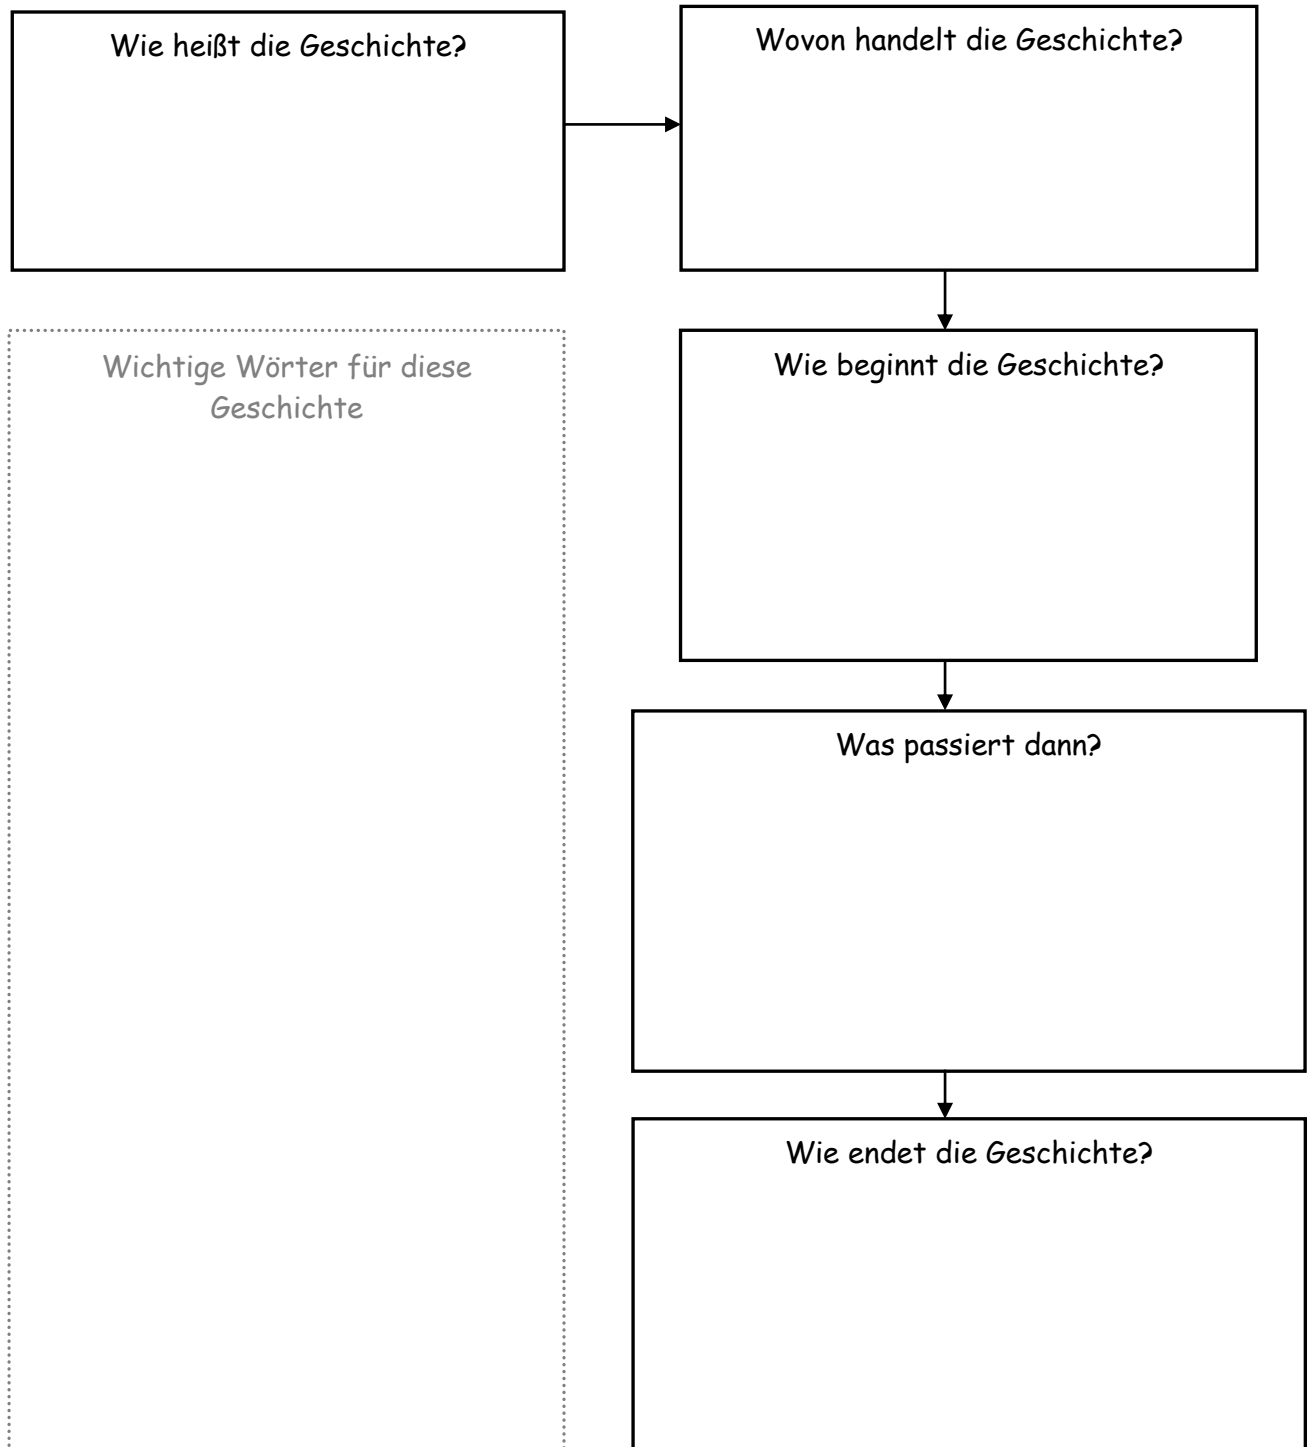 Wie heißt die Geschichte?
Wovon handelt die Geschichte?
Wichtige Wörter für diese
Geschichte
Wie beginnt die Geschichte?
Was passiert dann?
Wie endet die Geschichte?